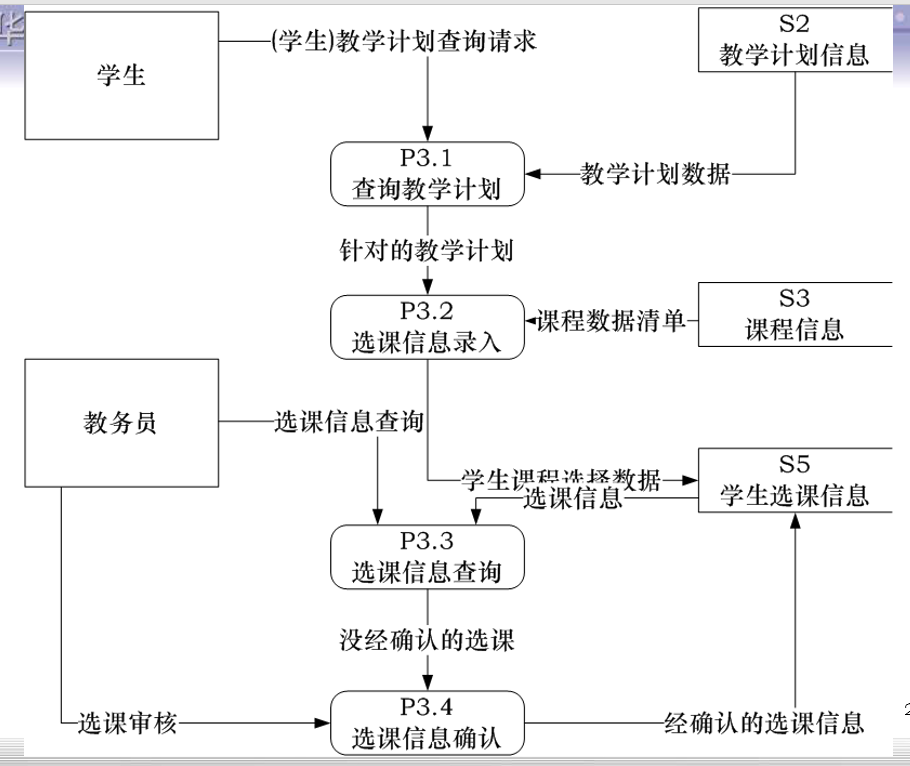 华
学生
(学生)教学计划查询请求
S2
教学计划信息
P3.1
查询教学计划
教学计划数据
针对的教学计划
P3.2
选课信息录入
课程数据清单
S3
课程信息
教务员
选课信息查询
学生课程选择数据
选课信息
S5
学生选课信息
P3.3
选课信息查询
没经确认的选课
选课审核
P3.4
选课信息确认
经确认的选课信息
2